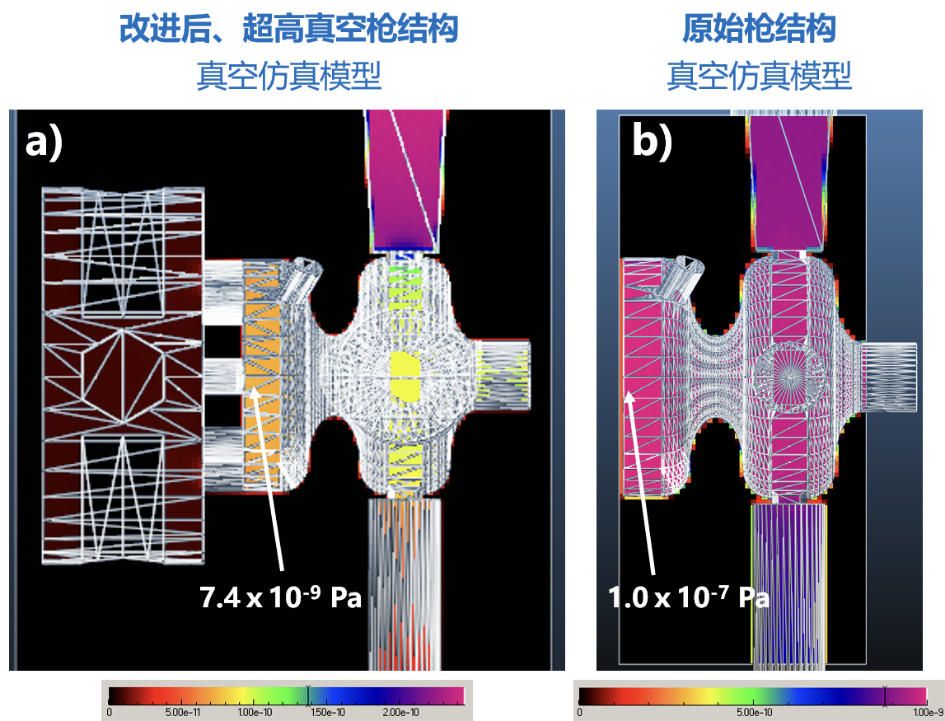 改进后、超高真空枪结构
真空仿真模型
原始枪结构
真空仿真模型
a)
b)
7.4 x 10⁻⁹ Pa
1.0 x 10⁻⁷ Pa
0 5.00e-11 1.00e-10 1.50e-10 2.00e-10
0 5.00e-10 1.00e-9